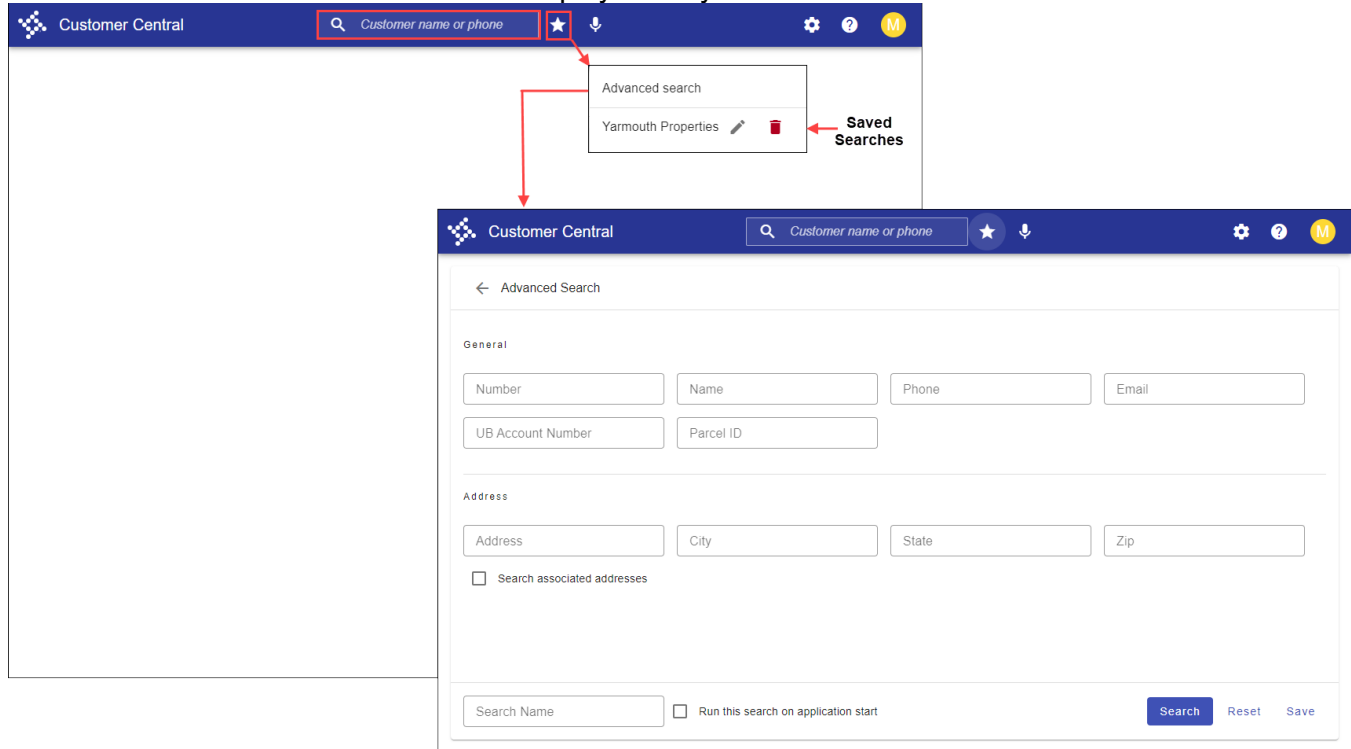 Customer Central
Customer name or phone
M
Advanced search
Yarmouth Properties
Saved
Searches
Customer Central
Customer name or phone
M
Advanced Search
General
Number Name Phone Email
UB Account Number Parcel ID
Address
Address City State Zip
Search associated addresses
Search Name Run this search on application start Search Reset Save